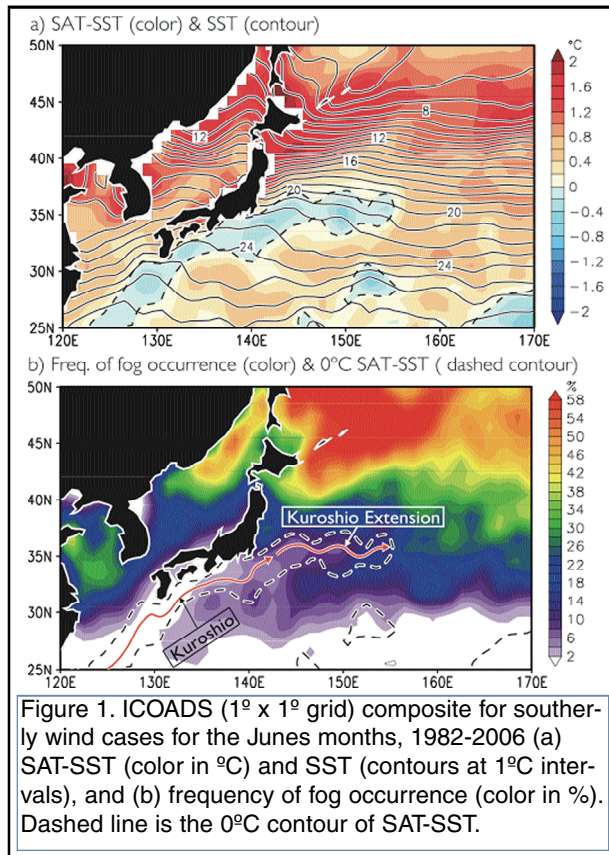 a) SAT-SST (color) & SST (contour)
50N
45N
40N
35N
30N
25N
120E 130E 140E 150E 160E 170E
12
8
12
16
20
20
24
24
°C
2
1.6
1.2
0.8
0.4
0
−0.4
−0.8
−1.2
−1.6
−2
b) Freq. of fog occurrence (color) & 0ºC SAT-SST ( dashed contour)
50N
45N
40N
35N
30N
25N
120E 130E 140E 150E 160E 170E
Kuroshio Extension
Kuroshio
%
58
54
50
46
42
38
34
30
26
22
18
14
10
6
2
Figure 1. ICOADS (1º x 1º grid) composite for souther-
ly wind cases for the Junes months, 1982-2006 (a)
SAT-SST (color in ºC) and SST (contours at 1ºC inter-
vals), and (b) frequency of fog occurrence (color in %).
Dashed line is the 0ºC contour of SAT-SST.